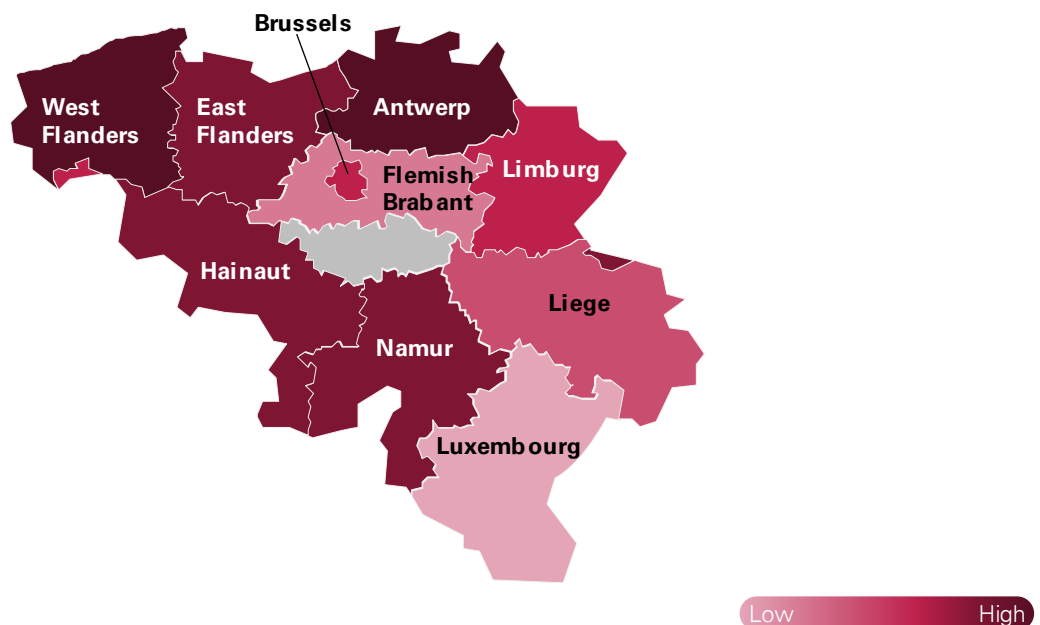 Brussels
West
Flanders
East
Flanders
Antwerp
Limburg
Flemish
Brabant
Hainaut
Liege
Namur
Luxembourg
Low
High